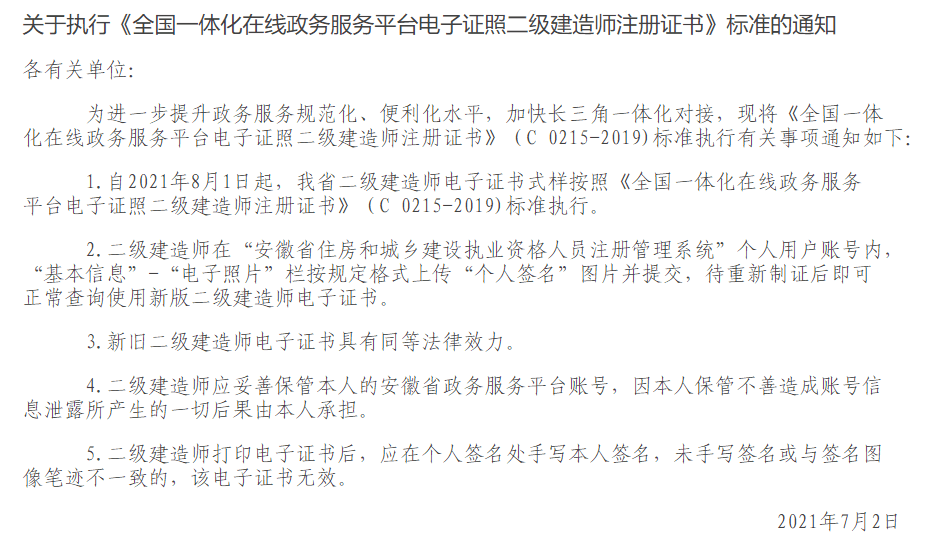 关于执行《全国一体化在线政务服务平台电子证照二级建造师注册证书》标准的通知
各有关单位：
为进一步提升政务服务规范化、便利化水平，加快长三角一体化对接，现将《全国一体
化在线政务服务平台电子证照二级建造师注册证书》（C 0215-2019)标准执行有关事项通知如下：
1.自2021年8月1日起，我省二级建造师电子证书式样按照《全国一体化在线政务服务
平台电子证照二级建造师注册证书》（C 0215-2019)标准执行。
2.二级建造师在“安徽省住房和城乡建设执业资格人员注册管理系统”个人用户账号内，
“基本信息”-“电子照片”栏按规定格式上传“个人签名”图片并提交，待重新制证后即可
正常查询使用新版二级建造师电子证书。
3.新旧二级建造师电子证书具有同等法律效力。
4.二级建造师应妥善保管本人的安徽省政务服务平台账号，因本人保管不善造成账号信
息泄露所产生的一切后果由本人承担。
5.二级建造师打印电子证书后，应在个人签名处手写本人签名，未手写签名或与签名图
像笔迹不一致的，该电子证书无效。
2021年7月2日